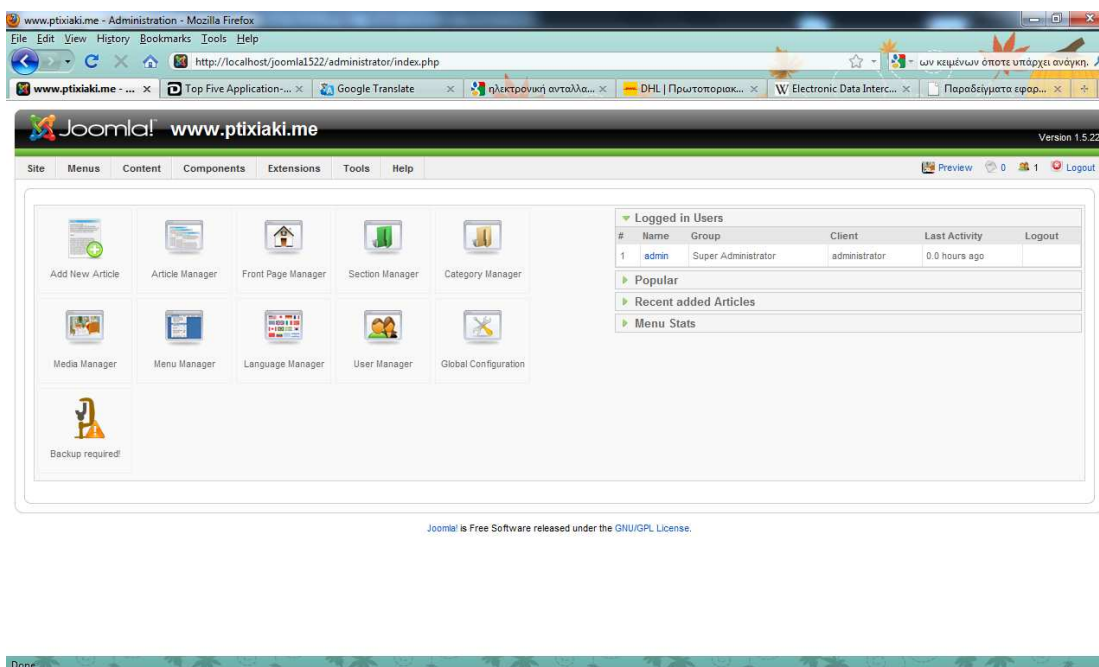 www.ptixiaki.me - Administration - Mozilla Firefox
File Edit View History Bookmarks Tools Help
http://localhost/joomla1522/administrator/index.php
ων κειμένων όποτε υπάρχει ανάγκη.
www.ptixiaki.me - ...
Top Five Application-...
Google Translate
ηλεκτρονική ανταλλα...
DHL | Πρωτοποριακ...
Electronic Data Interc...
Παραδείγματα εφαρ...
Joomla! www.ptixiaki.me
Version 1.5.22
Site Menus Content Components Extensions Tools Help
Preview 0 1 Logout
Add New Article
Article Manager
Front Page Manager
Section Manager
Category Manager
Media Manager
Menu Manager
Language Manager
User Manager
Global Configuration
Backup required!
Logged in Users
# Name Group Client Last Activity Logout
1 admin Super Administrator administrator 0.0 hours ago
Popular
Recent added Articles
Menu Stats
Joomla! is Free Software released under the GNU/GPL License.
Done